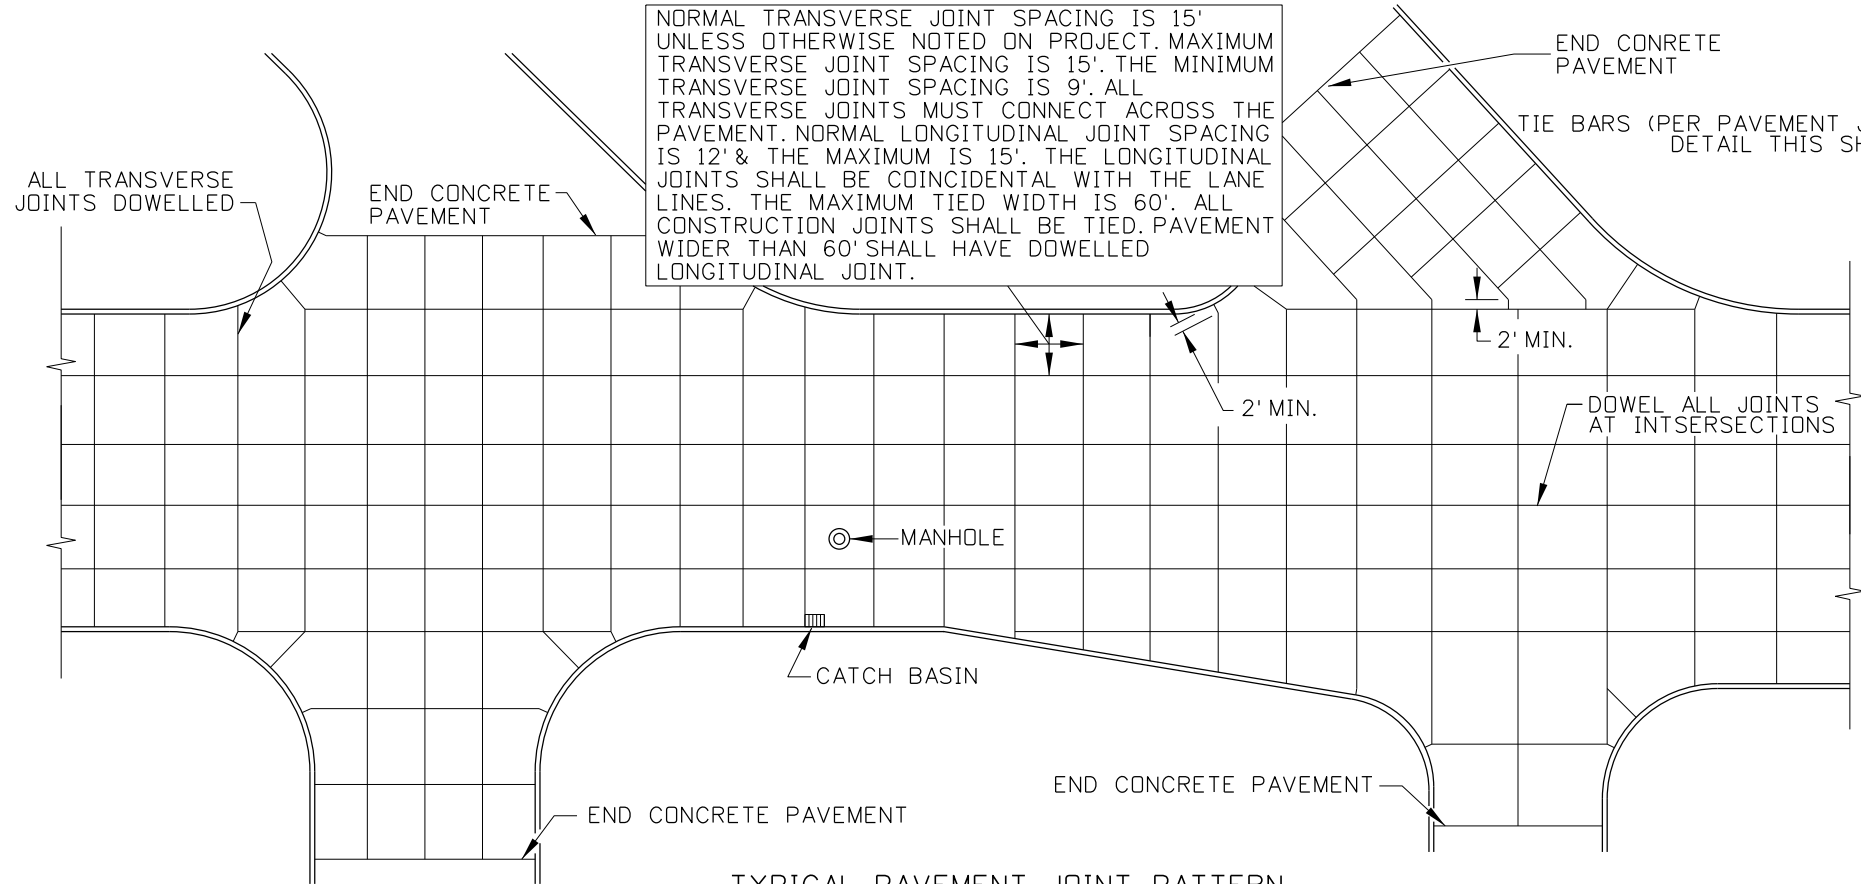 NORMAL TRANSVERSE JOINT SPACING IS 15'
UNLESS OTHERWISE NOTED ON PROJECT. MAXIMUM
TRANSVERSE JOINT SPACING IS 15'. THE MINIMUM
TRANSVERSE JOINT SPACING IS 9'. ALL
TRANSVERSE JOINTS MUST CONNECT ACROSS THE
PAVEMENT. NORMAL LONGITUDINAL JOINT SPACING
IS 12' & THE MAXIMUM IS 15'. THE LONGITUDINAL
JOINTS SHALL BE COINCIDENTAL WITH THE LANE
LINES. THE MAXIMUM TIED WIDTH IS 60'. ALL
CONSTRUCTION JOINTS SHALL BE TIED. PAVEMENT
WIDER THAN 60' SHALL HAVE DOWELLED
LONGITUDINAL JOINT.
END CONRETE
PAVEMENT
TIE BARS (PER PAVEMENT
DETAIL THIS
ALL TRANSVERSE
JOINTS DOWELLED
END CONCRETE
PAVEMENT
2' MIN.
2' MIN.
DOWEL ALL JOINTS
AT INTSERSECTIONS
MANHOLE
CATCH BASIN
END CONCRETE PAVEMENT
END CONCRETE PAVEMENT
TYPICAL PAVEMENT JOINT PATTERN